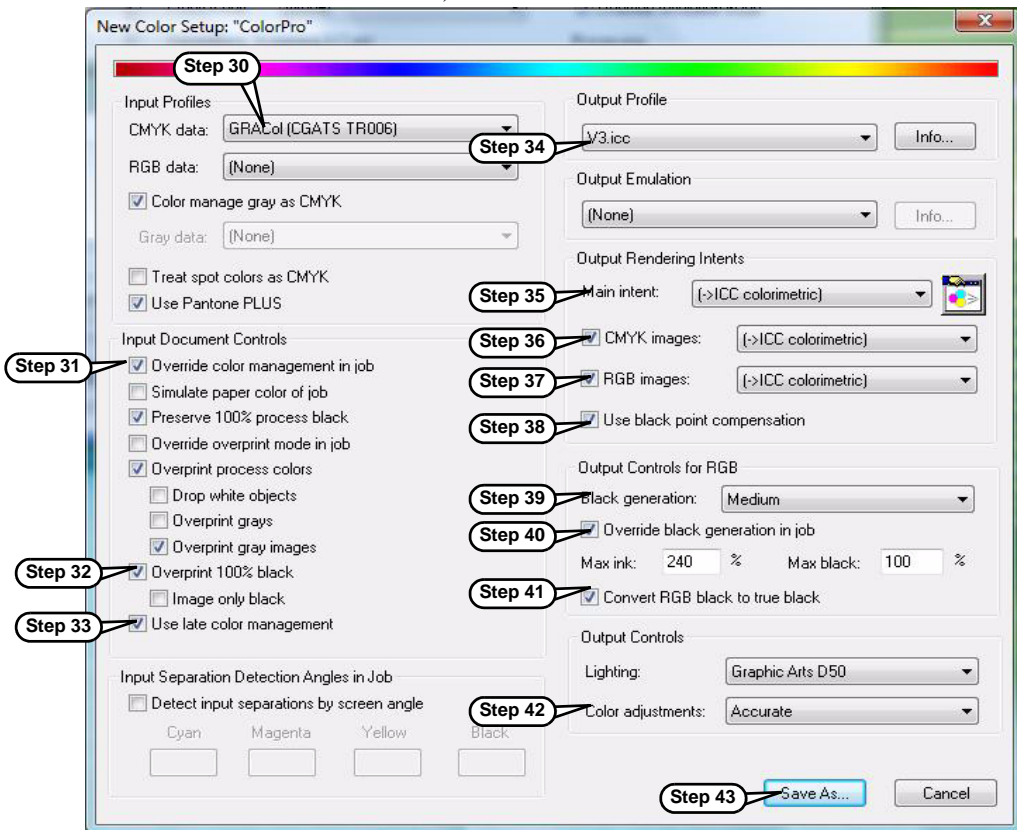 New Color Setup: "ColorPro"
Step 30
Input Profiles
CMYK data: GRACol (CGATS TR006)
RGB data: (None)
Color manage gray as CMYK
Gray data: (None)
Treat spot colors as CMYK
Use Pantone PLUS
Input Document Controls
Step 31
Override color management in job
Simulate paper color of job
Preserve 100% process black
Override overprint mode in job
Overprint process colors
Drop white objects
Overprint grays
Overprint gray images
Step 32
Overprint 100% black
Image only black
Step 33
Use late color management
Input Separation Detection Angles in Job
Detect input separations by screen angle
Cyan Magenta Yellow Black
Output Profile
Step 34
V3.icc Info...
Output Emulation
(None) Info...
Output Rendering Intents
Step 35
Main intent: (->ICC colorimetric)
Step 36
CMYK images: (->ICC colorimetric)
Step 37
RGB images: (->ICC colorimetric)
Step 38
Use black point compensation
Output Controls for RGB
Step 39
Black generation: Medium
Step 40
Override black generation in job
Max ink: 240 % Max black: 100 %
Step 41
Convert RGB black to true black
Output Controls
Lighting: Graphic Arts D50
Step 42
Color adjustments: Accurate
Step 43
Save As... Cancel